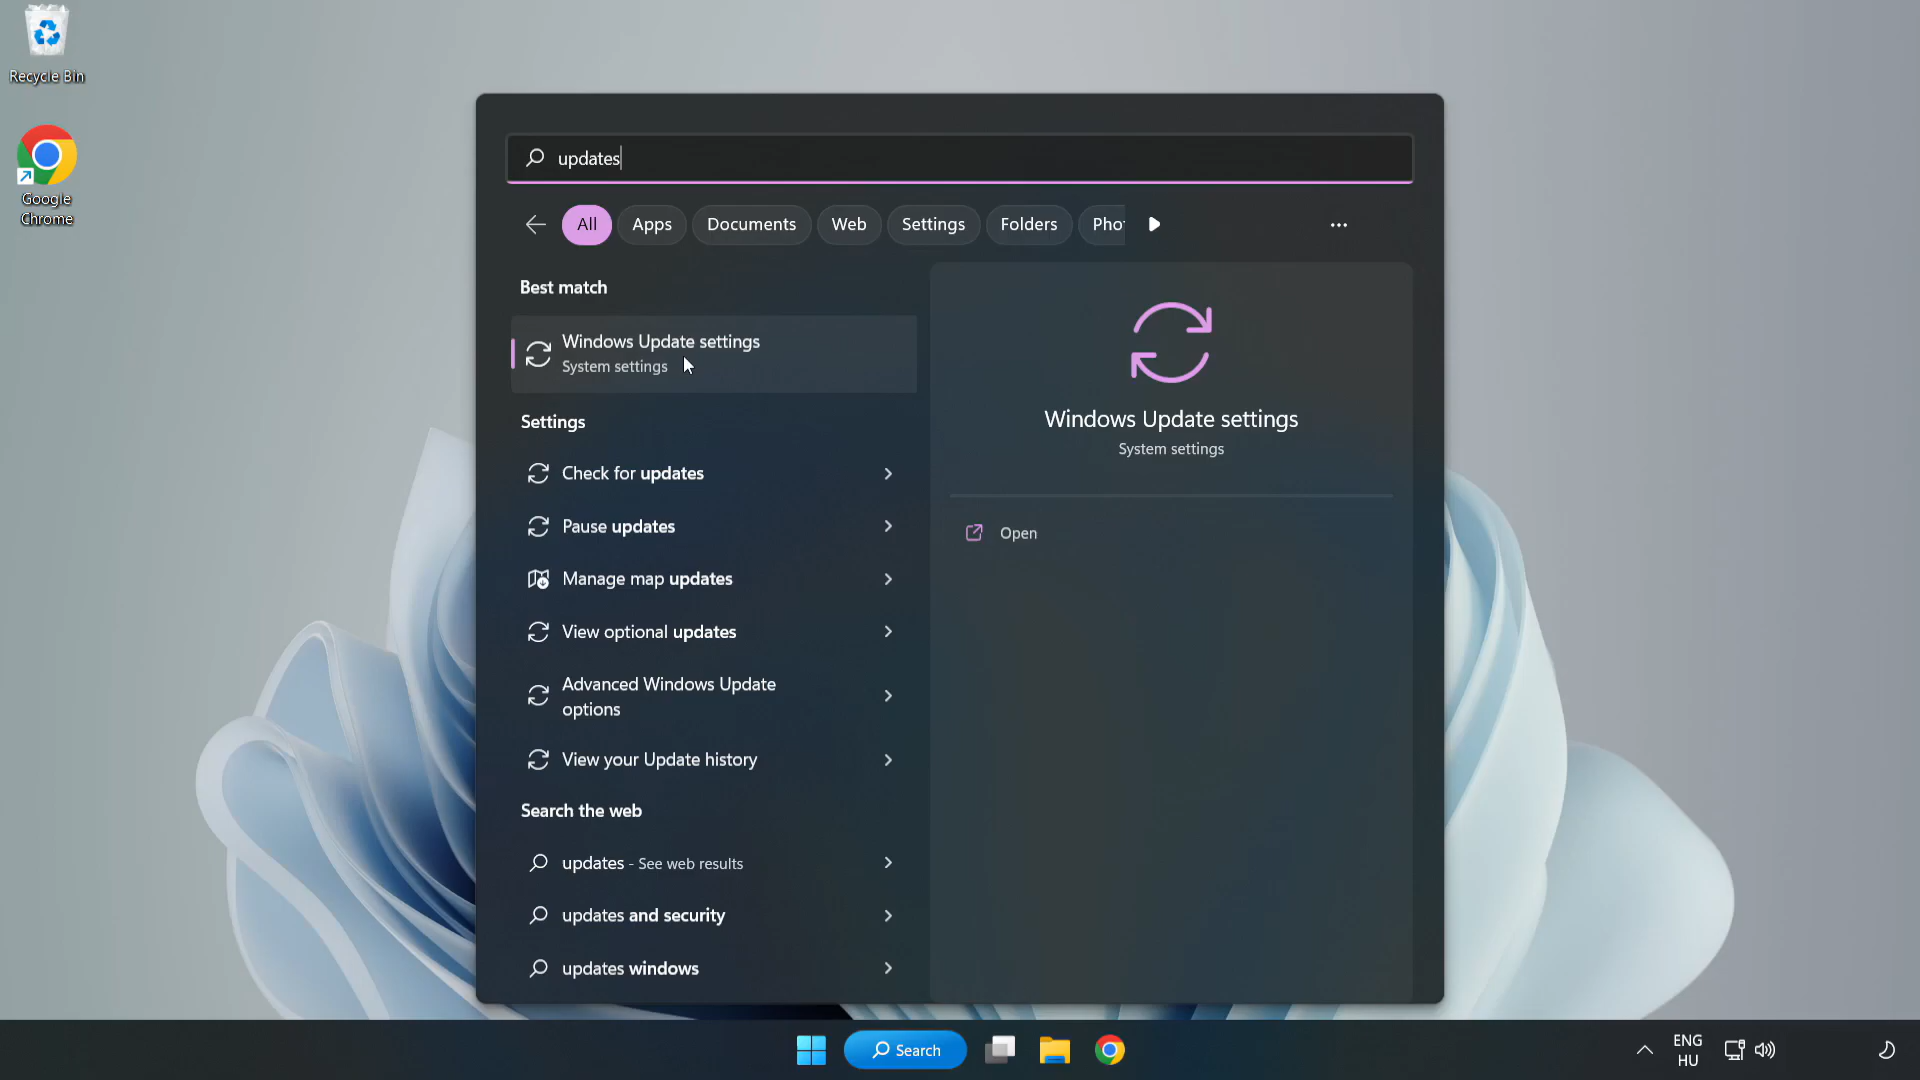 Recycle Bin
Google
Chrome
updates
All
Apps
Documents
Web
Settings
Folders
Pho
Best match
Windows Update settings
System settings
Settings
Check for updates
Pause updates
Manage map updates
View optional updates
Advanced Windows Update
options
View your Update history
Search the web
updates - See web results
updates and security
updates windows
Windows Update settings
System settings
Open
Search
ENG
HU